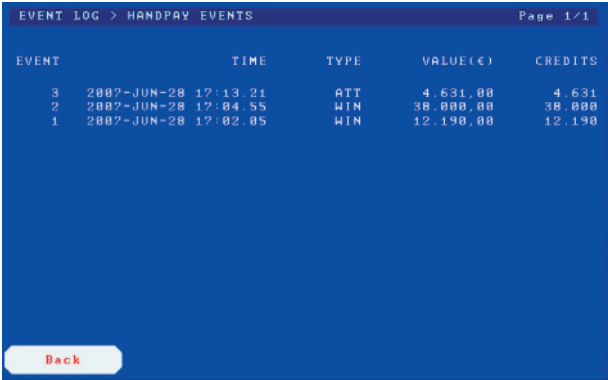 EVENT LOG > HANDPAY EVENTS Page 1/1
EVENT TIME TYPE VALUE(€) CREDITS
3 2007-JUN-28 17:13.21 ATT 4.631,00 4.631
2 2007-JUN-28 17:04.55 WIN 38.000,00 38.000
1 2007-JUN-28 17:02.05 WIN 12.190,00 12.190
Back